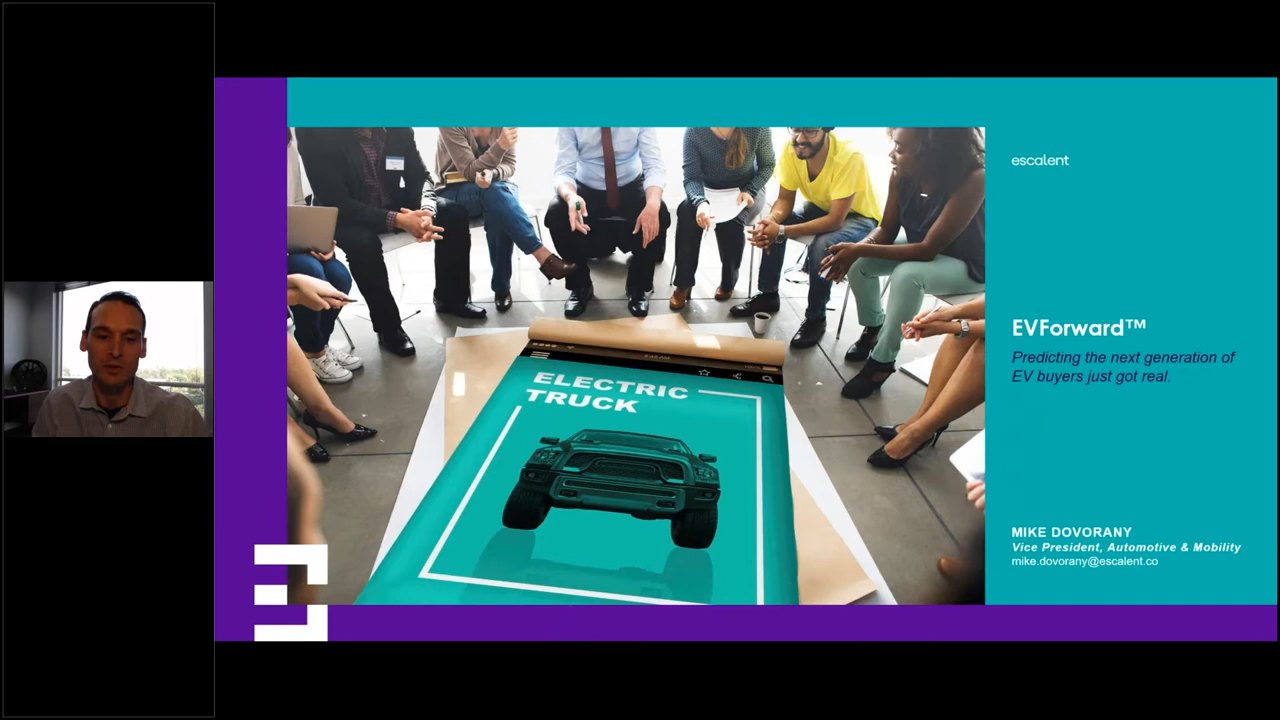 escalent
EVForward™
Predicting the next generation of
EV buyers just got real.
MIKE DOVORANY
Vice President, Automotive & Mobility
mike.dovorany@escalent.co
ELECTRIC
TRUCK